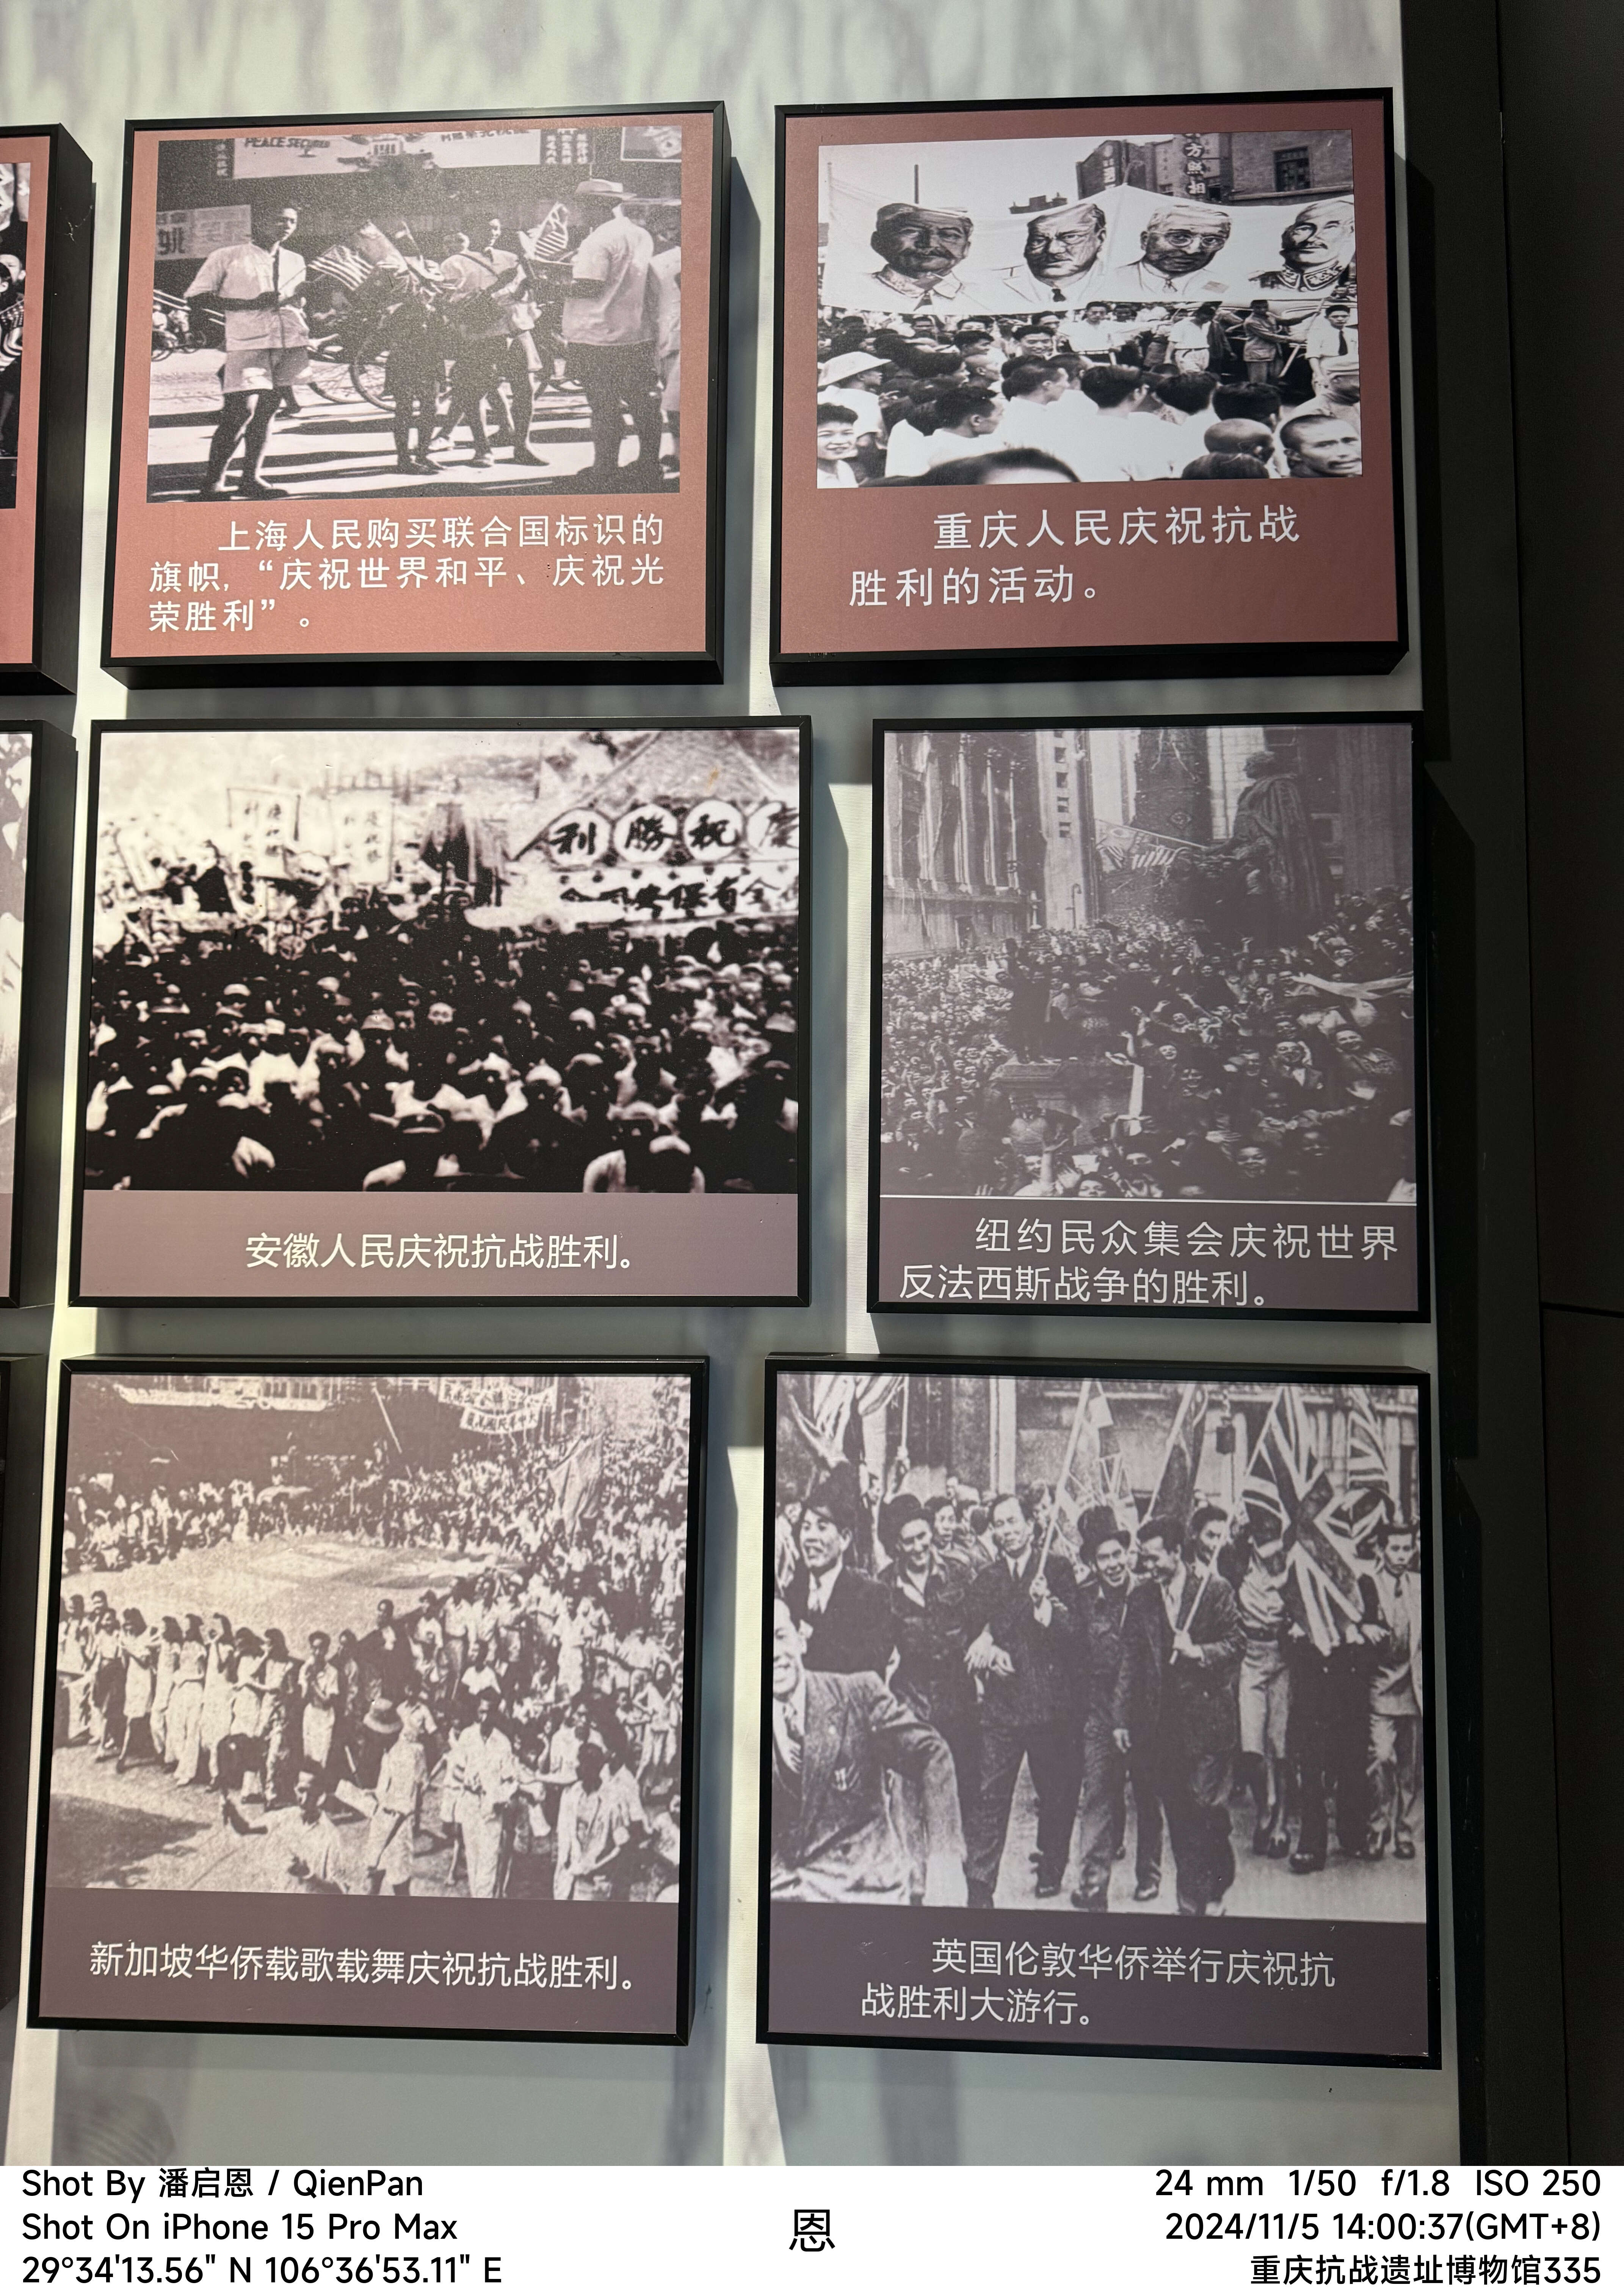 PEACE SECURED
方
照
相
上海人民购买联合国标识的
旗帜，“庆祝世界和平、庆祝光
荣胜利”。
重庆人民庆祝抗战
胜利的活动。
利勝祝慶
安徽人民庆祝抗战胜利。
纽约民众集会庆祝世界
反法西斯战争的胜利。
新加坡华侨载歌载舞庆祝抗战胜利。
英国伦敦华侨举行庆祝抗
战胜利大游行。
Shot By 潘启恩 / QienPan
Shot On iPhone 15 Pro Max
29°34'13.56" N 106°36'53.11" E
恩
24 mm 1/50 f/1.8 ISO 250
2024/11/5 14:00:37(GMT+8)
重庆抗战遗址博物馆335